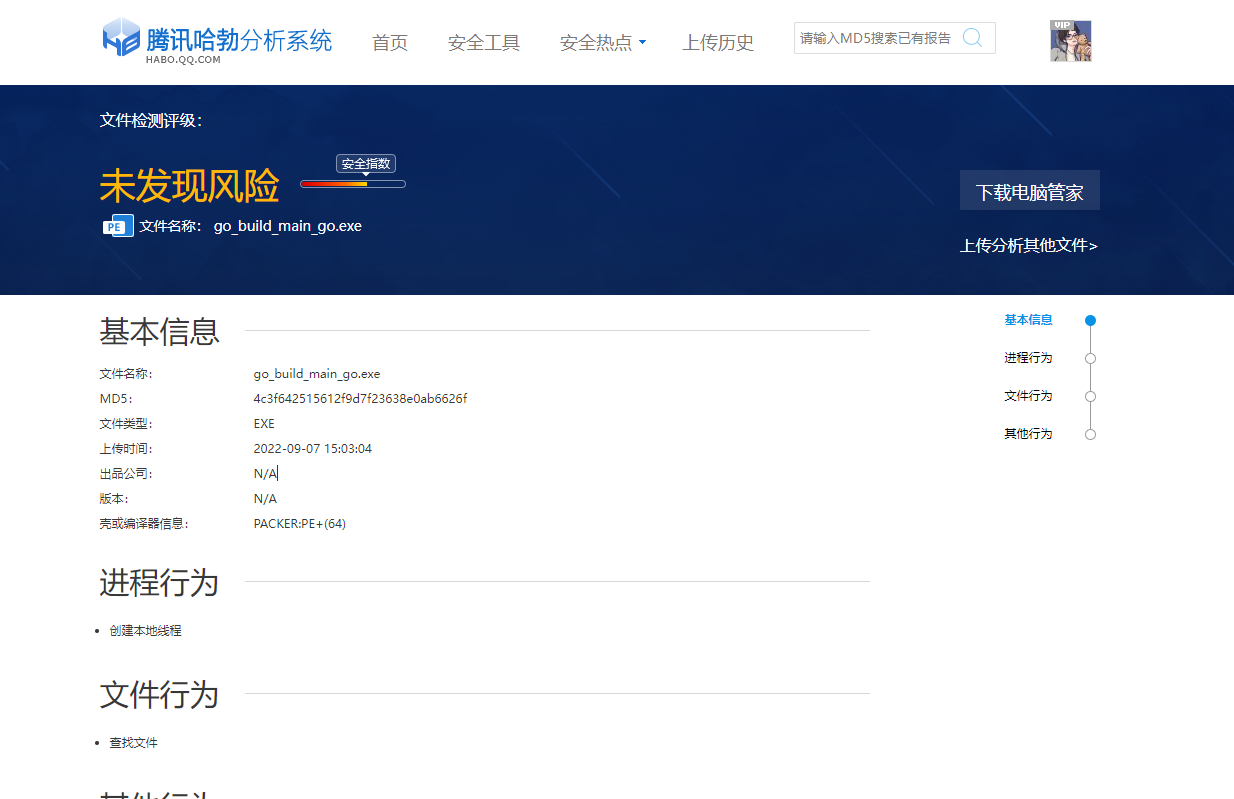 腾讯哈勃分析系统
HABO.QQ.COM
首页
安全工具
安全热点
上传历史
请输入MD5搜索已有报告
VIP
文件检测评级：
未发现风险
安全指数
PE 文件名称： go_build_main_go.exe
下载电脑管家
上传分析其他文件>
基本信息
文件名称： go_build_main_go.exe
MD5： 4c3f642515612f9d7f23638e0ab6626f
文件类型： EXE
上传时间： 2022-09-07 15:03:04
出品公司： N/A
版本： N/A
壳或编译器信息： PACKER:PE+(64)
进程行为
创建本地线程
文件行为
查找文件
其他行为
基本信息
进程行为
文件行为
其他行为